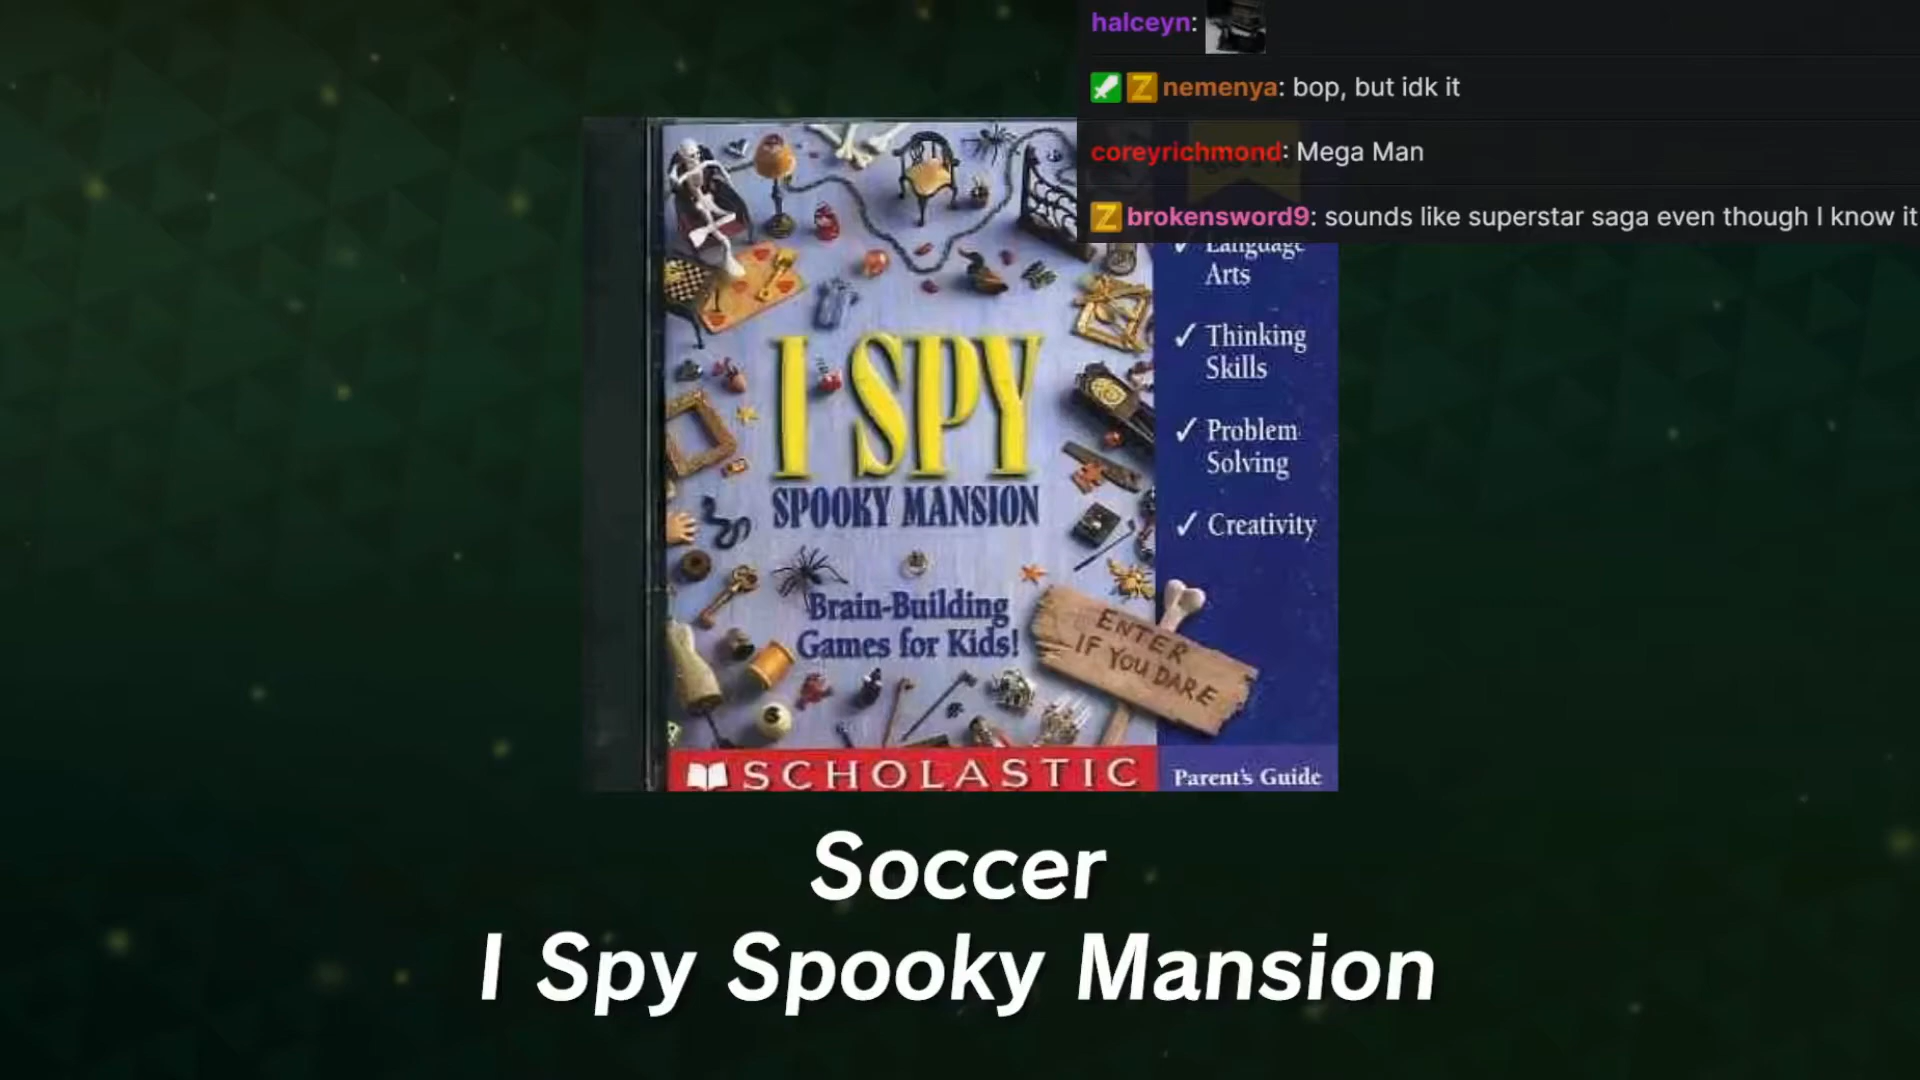 halceyn:
nemenya: bop, but idk it
coreyrichmond: Mega Man
brokensword9: sounds like superstar saga even though I know it
Language
Arts
✓ Thinking
Skills
✓ Problem
Solving
✓ Creativity
I SPY
SPOOKY MANSION
Brain-Building
Games for Kids!
ENTER
IF YOU DARE
SCHOLASTIC
Parent's Guide
Soccer
I Spy Spooky Mansion